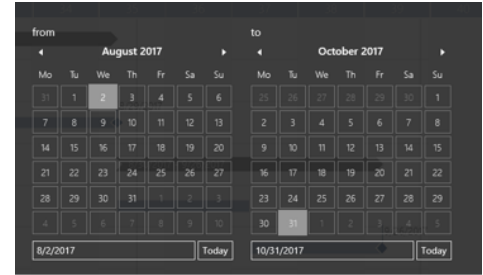 from
August 2017
Mo Tu We Th Fr Sa Su
31 1 2 3 4 5 6
7 8 9 10 11 12 13
14 15 16 17 18 19 20
21 22 23 24 25 26 27
28 29 30 31 1 2 3
4 5 6 7 8 9 10
8/2/2017 Today
to
October 2017
Mo Tu We Th Fr Sa Su
25 26 27 28 29 30 1
2 3 4 5 6 7 8
9 10 11 12 13 14 15
16 17 18 19 20 21 22
23 24 25 26 27 28 29
30 31 1 2 3 4 5
10/31/2017 Today